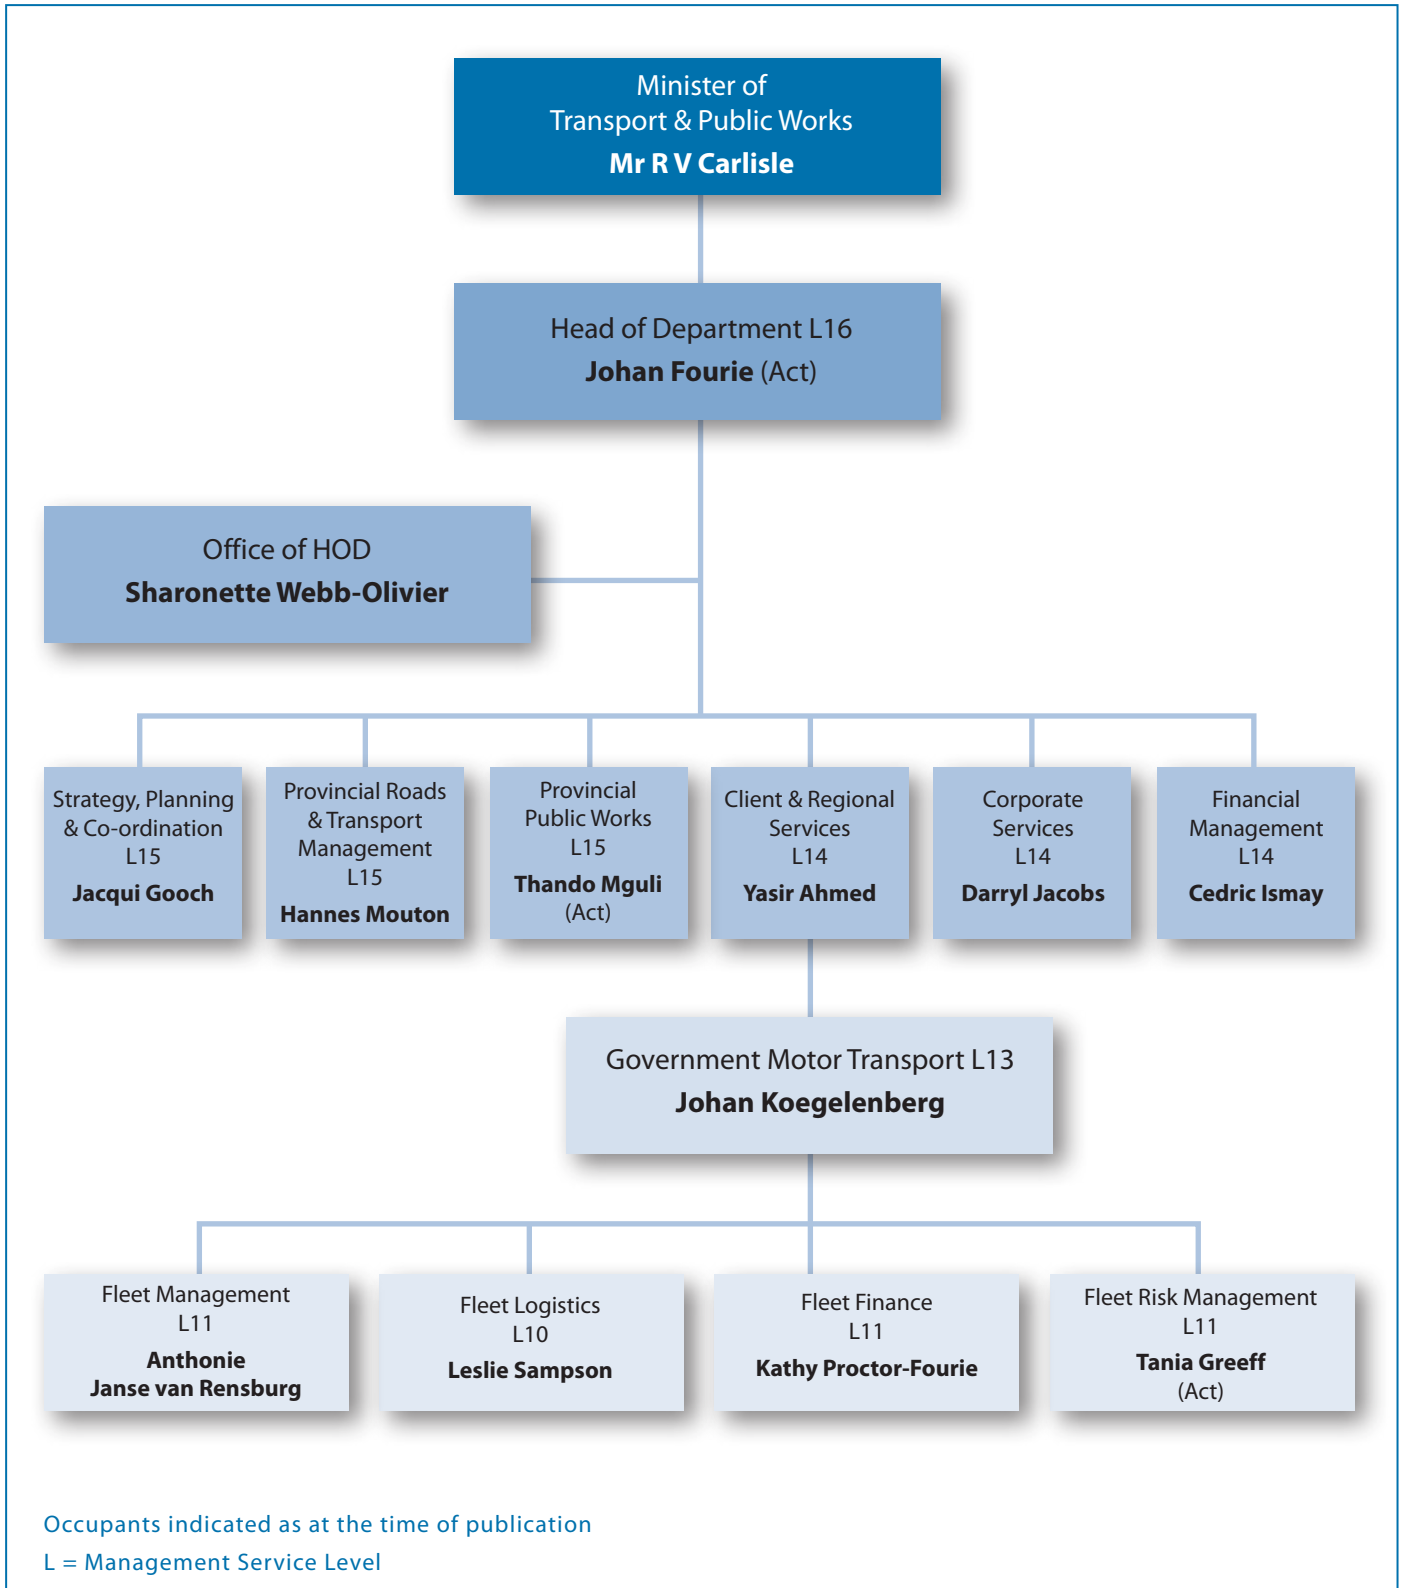 Minister of
Transport & Public Works
Mr R V Carlisle
Head of Department L16
Johan Fourie (Act)
Office of HOD
Sharonette Webb-Olivier
Strategy, Planning
& Co-ordination
L15
Jacqui Gooch
Provincial Roads
& Transport
Management
L15
Hannes Mouton
Provincial
Public Works
L15
Thando Mguli
(Act)
Client & Regional
Services
L14
Yasir Ahmed
Corporate
Services
L14
Darryl Jacobs
Financial
Management
L14
Cedric Ismay
Government Motor Transport L13
Johan Koegelenberg
Fleet Management
L11
Anthonie
Janse van Rensburg
Fleet Logistics
L10
Leslie Sampson
Fleet Finance
L11
Kathy Proctor-Fourie
Fleet Risk Management
L11
Tania Greeff
(Act)
Occupants indicated as at the time of publication
L = Management Service Level